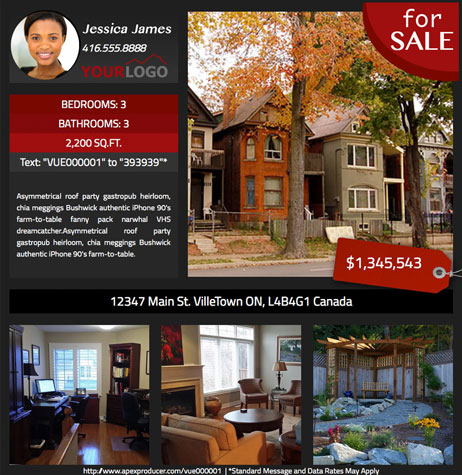 Jessica James
416.555.8888
YOURLOGO
for
SALE
BEDROOMS: 3
BATHROOMS: 3
2,200 SQ.FT.
Text: "VUE000001" to "393939"*
Asymmetrical roof party gastropub heirloom,
chia meggings Bushwick authentic iPhone 90's
farm-to-table fanny pack narwhal VHS
dreamcatcher.Asymmetrical roof party
gastropub heirloom, chia meggings Bushwick
authentic iPhone 90's farm-to-table.
$1,345,543
12347 Main St. VilleTown ON, L4B4G1 Canada
http://www.apexproducer.com/vue000001 | *Standard Message and Data Rates May Apply